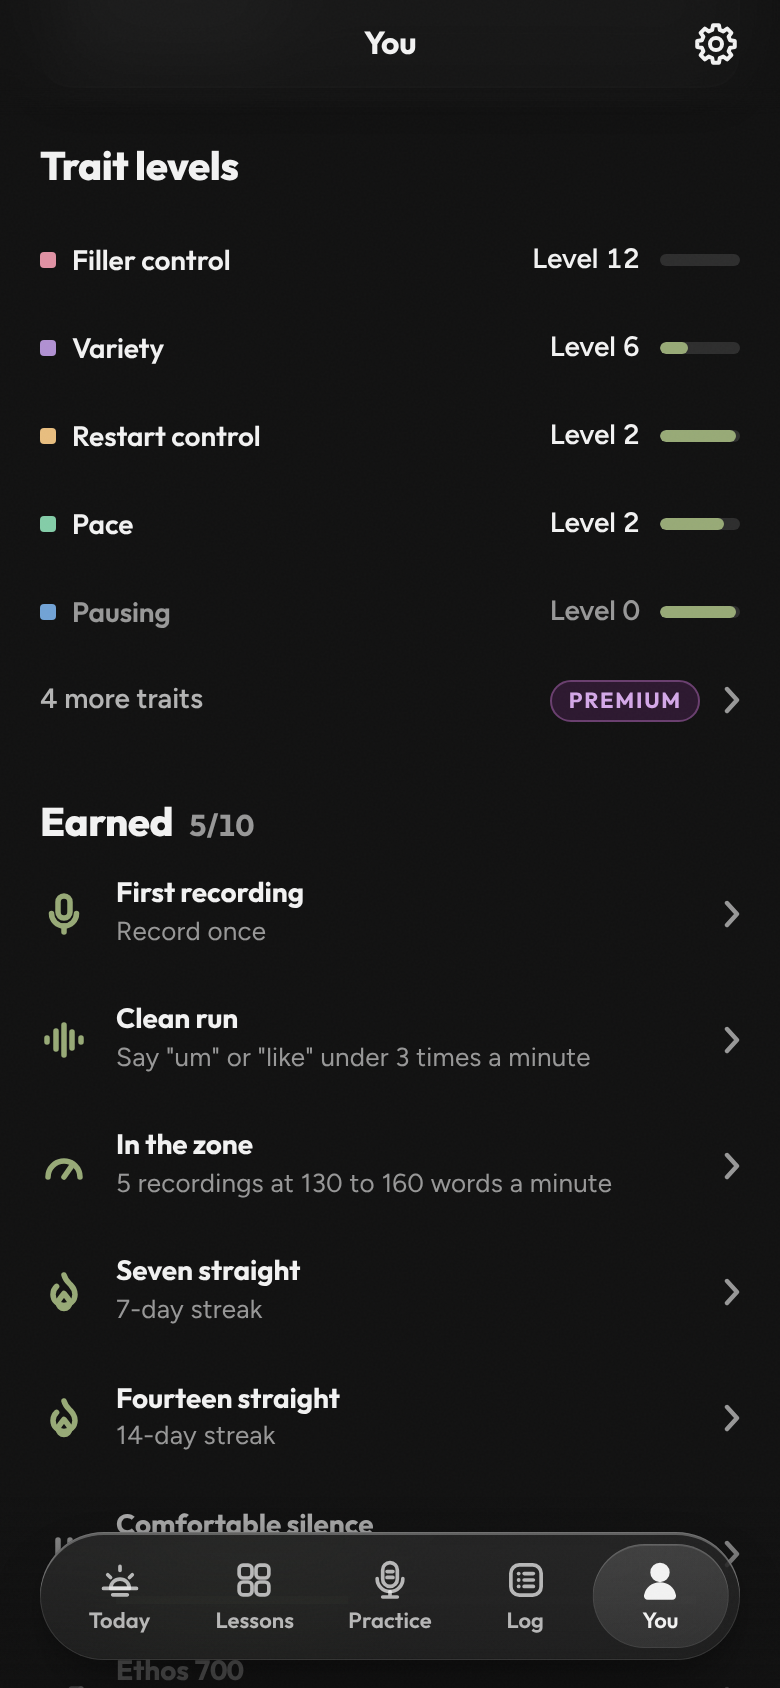 You
Trait levels
Filler control Level 12
Variety Level 6
Restart control Level 2
Pace Level 2
Pausing Level 0
4 more traits PREMIUM
Earned 5/10
First recording
Record once
Clean run
Say "um" or "like" under 3 times a minute
In the zone
5 recordings at 130 to 160 words a minute
Seven straight
7-day streak
Fourteen straight
14-day streak
Comfortable silence
Today Lessons Practice Log You
Ethos 700